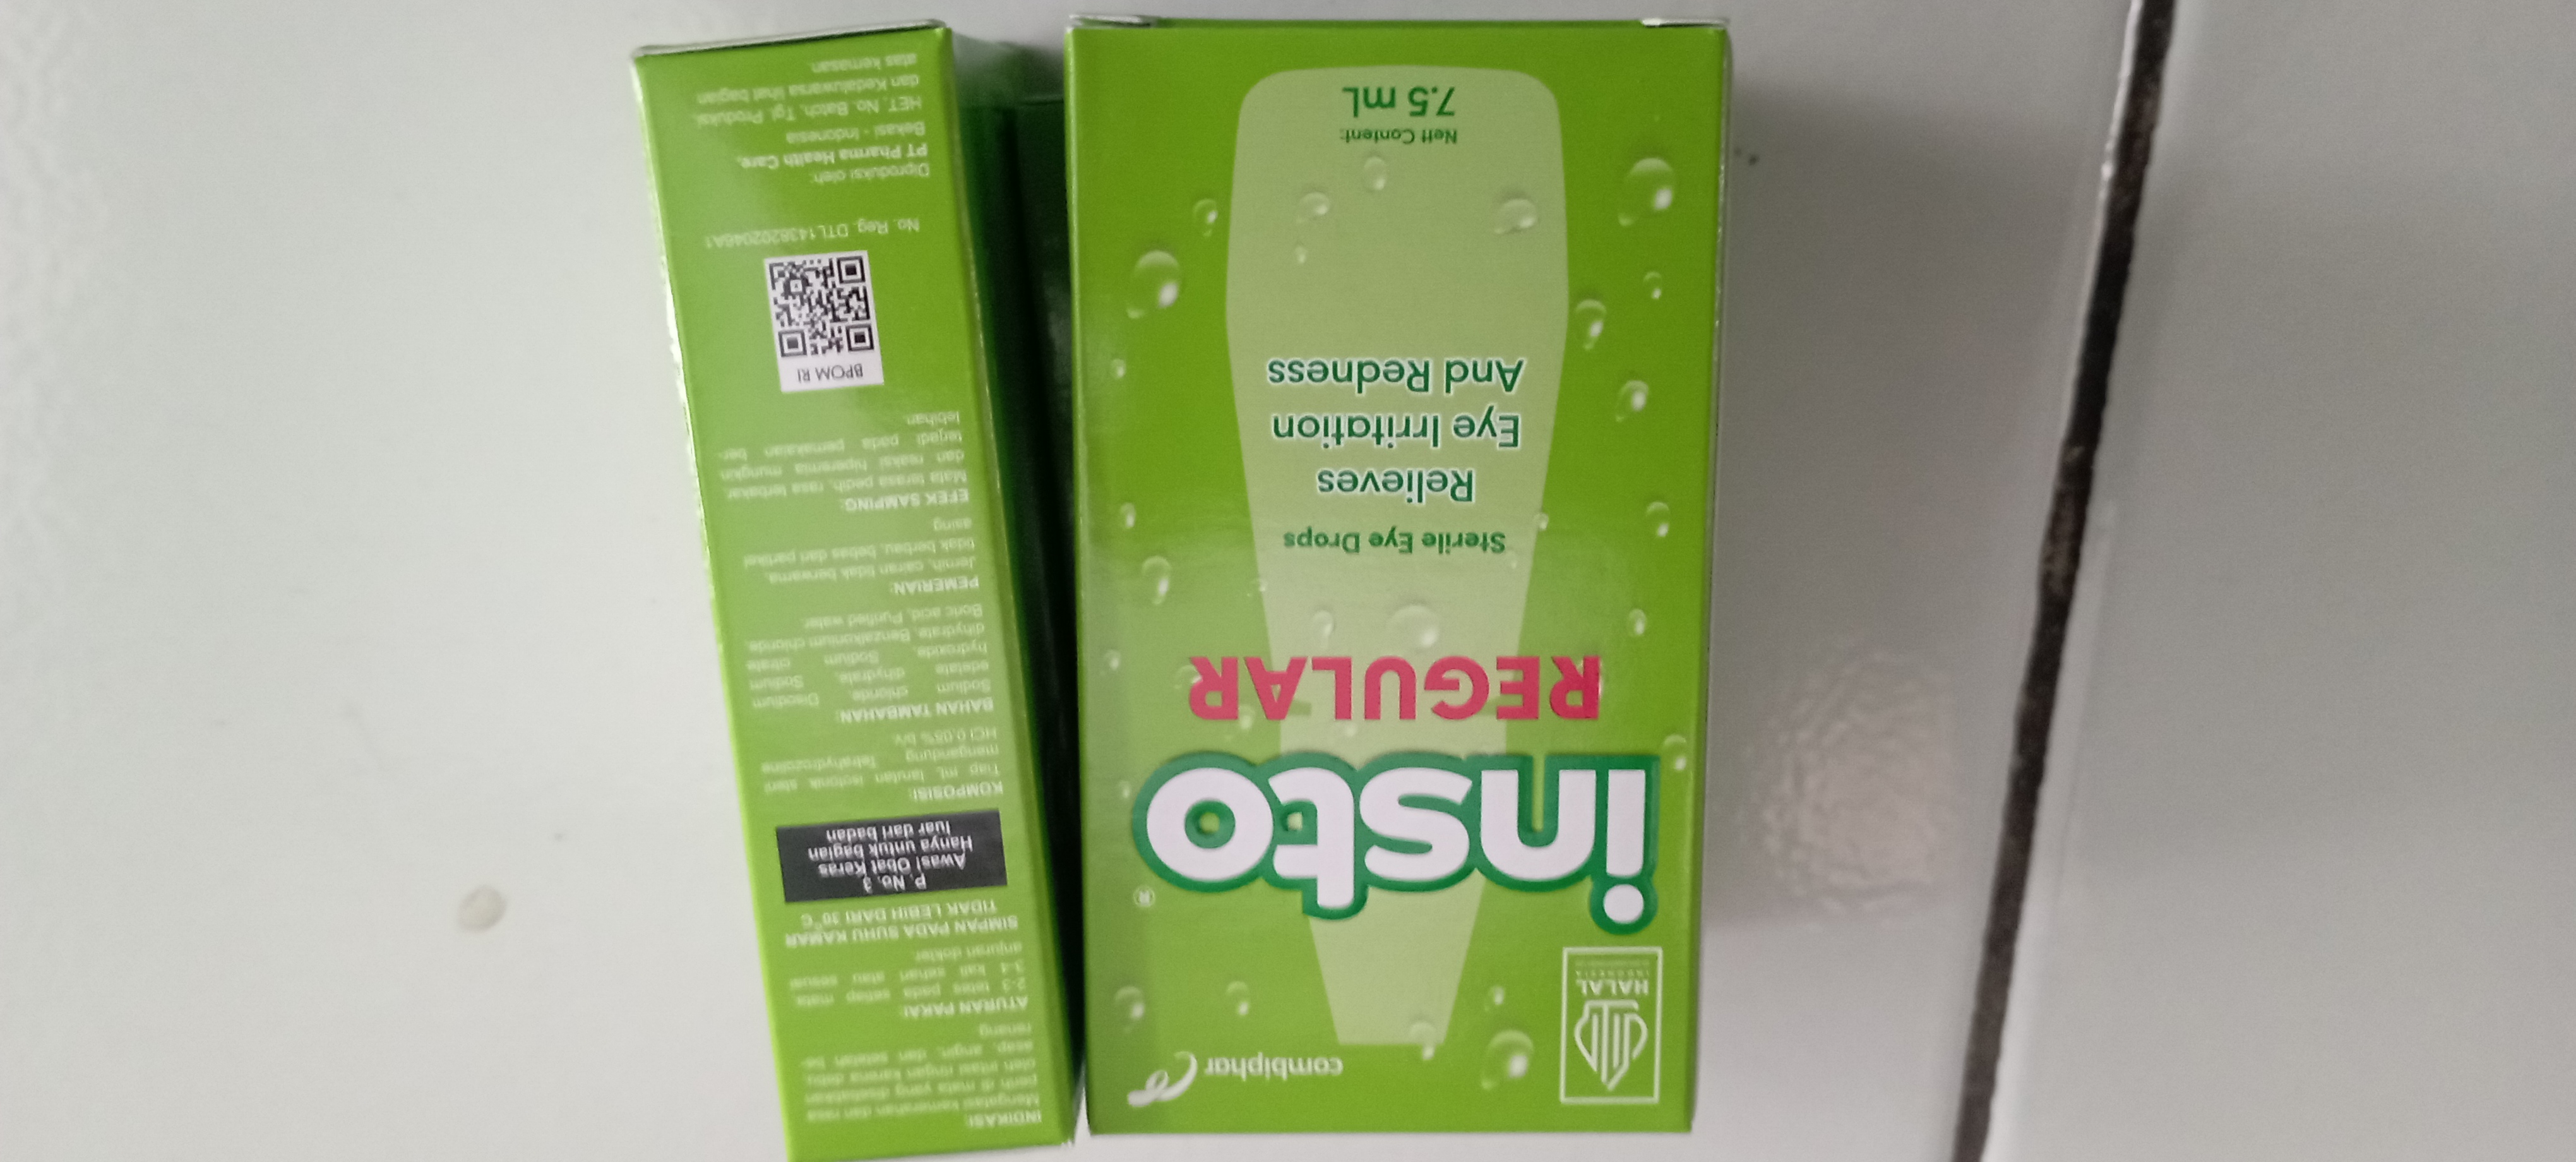 HALAL
INDONESIA
combiphar
insto®
REGULAR
Sterile Eye Drops
Relieves
Eye Irritation
And Redness
Nett Content:
7.5 mL
INDIKASI:
Mengatasi kemerahan dan rasa
perih di mata yang disebabkan
oleh iritasi ringan karena debu,
asap, angin, dan setelah be-
renang.
ATURAN PAKAI:
2-3 tetes pada setiap mata,
3-4 kali sehari atau sesuai
anjuran dokter.
SIMPAN PADA SUHU KAMAR
TIDAK LEBIH DARI 30°C
P. No. 3
Awas! Obat Keras
Hanya untuk bagian
luar dari badan
KOMPOSISI:
Tiap mL larutan isotonik steril
mengandung Tetrahydrozoline
HCl 0.05% b/v.
BAHAN TAMBAHAN:
Sodium chloride, Disodium
edetate dihydrate, Sodium
hydroxide, Sodium citrate
dihydrate, Benzalkonium chloride,
Boric acid, Purified water.
PEMERIAN:
Jernih, cairan tidak berwarna,
tidak berbau, bebas dari partikel
asing.
EFEK SAMPING:
Mata terasa pedih, rasa terbakar,
dan reaksi hiperemia mungkin
terjadi pada pemakaian ber-
lebihan.
BPOM RI
No. Reg. DTL1438202046A1
Diproduksi oleh:
PT Pharma Health Care,
Bekasi - Indonesia
HET, No. Batch, Tgl. Produksi,
dan Kedaluwarsa lihat bagian
atas kemasan.